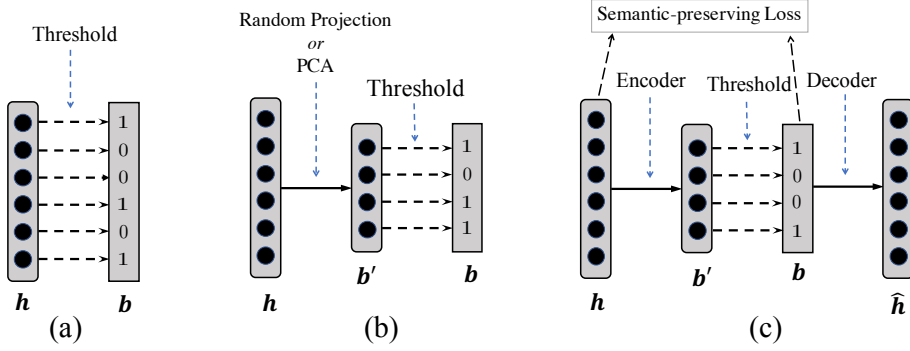 Threshold
1
0
0
1
0
1
h
b
(a)
Random Projection
or
PCA
Threshold
1
0
1
1
h
b′
b
(b)
Semantic-preserving Loss
Encoder
Threshold
Decoder
1
0
0
1
h
b′
b
ĥ
(c)